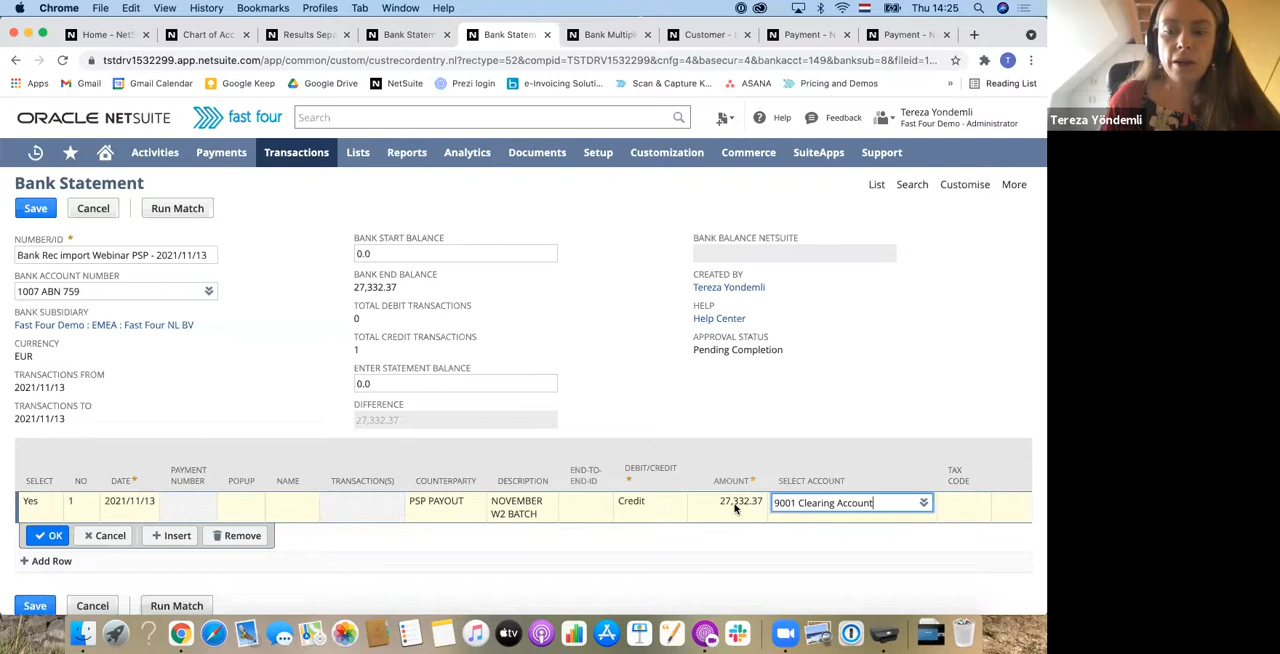 Chrome File Edit View History Bookmarks Profiles Tab Window Help Thu 14:25
Home - NetS Chart of Acc Results Sepa Bank Statem Bank Statem Bank Multipl Customer - Payment - N Payment - N
tstdrv1532299.app.netsuite.com/app/common/custom/custrecordentry.nl?rectype=52&compid=TSTDRV1532299&cnfg=4&basecur=4&bankacct=149&banksub=8&fileid=1...
Apps Gmail Gmail Calendar Google Keep Google Drive NetSuite Prezi login e-Invoicing Soluti... Scan & Capture K... ASANA Pricing and Demos » Reading List
ORACLE NETSUITE fast four Search Help Feedback Tereza Yöndemli
Fast Four Demo - Administrator
Tereza Yöndemli
Activities Payments Transactions Lists Reports Analytics Documents Setup Customization Commerce SuiteApps Support
Bank Statement List Search Customise More
Save Cancel Run Match
NUMBER/ID *
Bank Rec import Webinar PSP - 2021/11/13
BANK ACCOUNT NUMBER
1007 ABN 759
BANK SUBSIDIARY
Fast Four Demo : EMEA : Fast Four NL BV
CURRENCY
EUR
TRANSACTIONS FROM
2021/11/13
TRANSACTIONS TO
2021/11/13
BANK START BALANCE
0.0
BANK END BALANCE
27,332.37
TOTAL DEBIT TRANSACTIONS
0
TOTAL CREDIT TRANSACTIONS
1
ENTER STATEMENT BALANCE
0.0
DIFFERENCE
27,332.37
BANK BALANCE NETSUITE
CREATED BY
Tereza Yondemli
HELP
Help Center
APPROVAL STATUS
Pending Completion
SELECT NO DATE * PAYMENT NUMBER POPUP NAME TRANSACTION(S) COUNTERPARTY DESCRIPTION END-TO-END-ID DEBIT/CREDIT * AMOUNT * SELECT ACCOUNT TAX CODE
Yes 1 2021/11/13 PSP PAYOUT NOVEMBER W2 BATCH Credit 27,332.37 9001 Clearing Account
OK Cancel Insert Remove
Add Row
Save Cancel Run Match